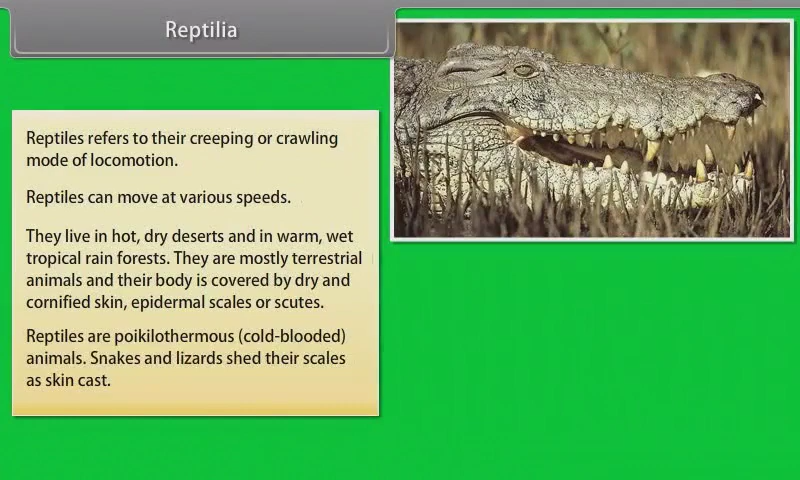 Reptilia
Reptiles refers to their creeping or crawling
mode of locomotion.
Reptiles can move at various speeds.
They live in hot, dry deserts and in warm, wet
tropical rain forests. They are mostly terrestrial
animals and their body is covered by dry and
cornified skin, epidermal scales or scutes.
Reptiles are poikilothermous (cold-blooded)
animals. Snakes and lizards shed their scales
as skin cast.